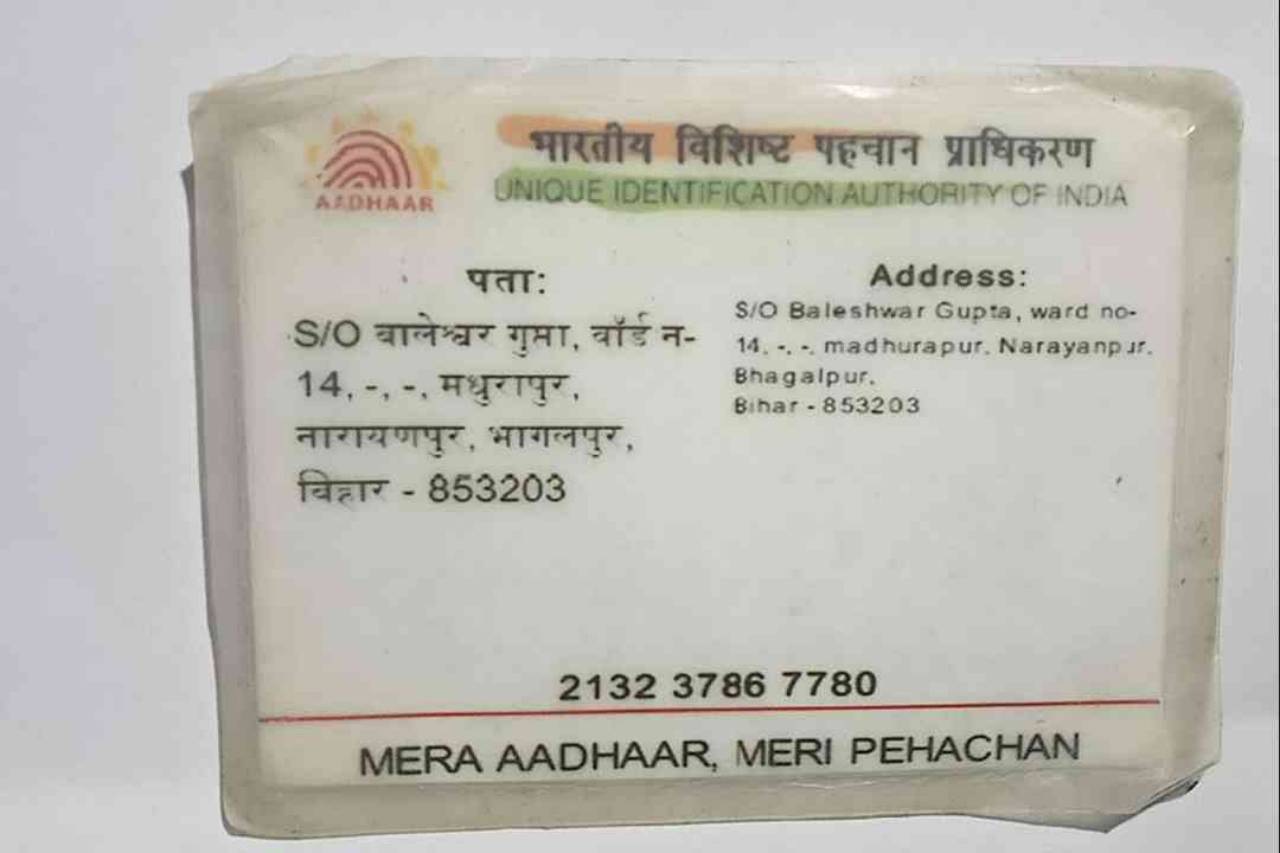 भारतीय विशिष्ट पहचान प्राधिकरण
AADHAAR
UNIQUE IDENTIFICATION AUTHORITY OF INDIA
पता:
S/O बालेश्वर गुप्ता, वॉर्ड न-
14, -, -, मधुरापुर,
नारायणपुर, भागलपुर,
बिहार - 853203
Address:
S/O Baleshwar Gupta, ward no-
14, -, -, madhurapur, Narayanpur,
Bhagalpur,
Bihar - 853203
2132 3786 7780
MERA AADHAAR, MERI PEHACHAN